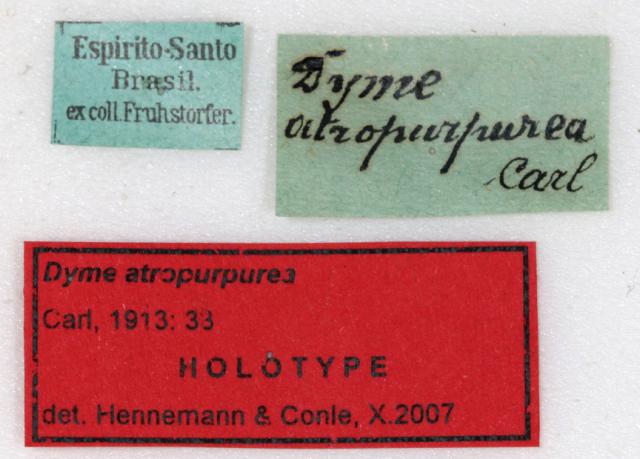 Espirito-Santo
Brasil.
ex coll. Fruhstorfer.
Dyme
atropurpurea
Carl
Dyme atropurpurea
Carl, 1913: 33
HOLOTYPE
det. Hennemann & Conle, X.2007